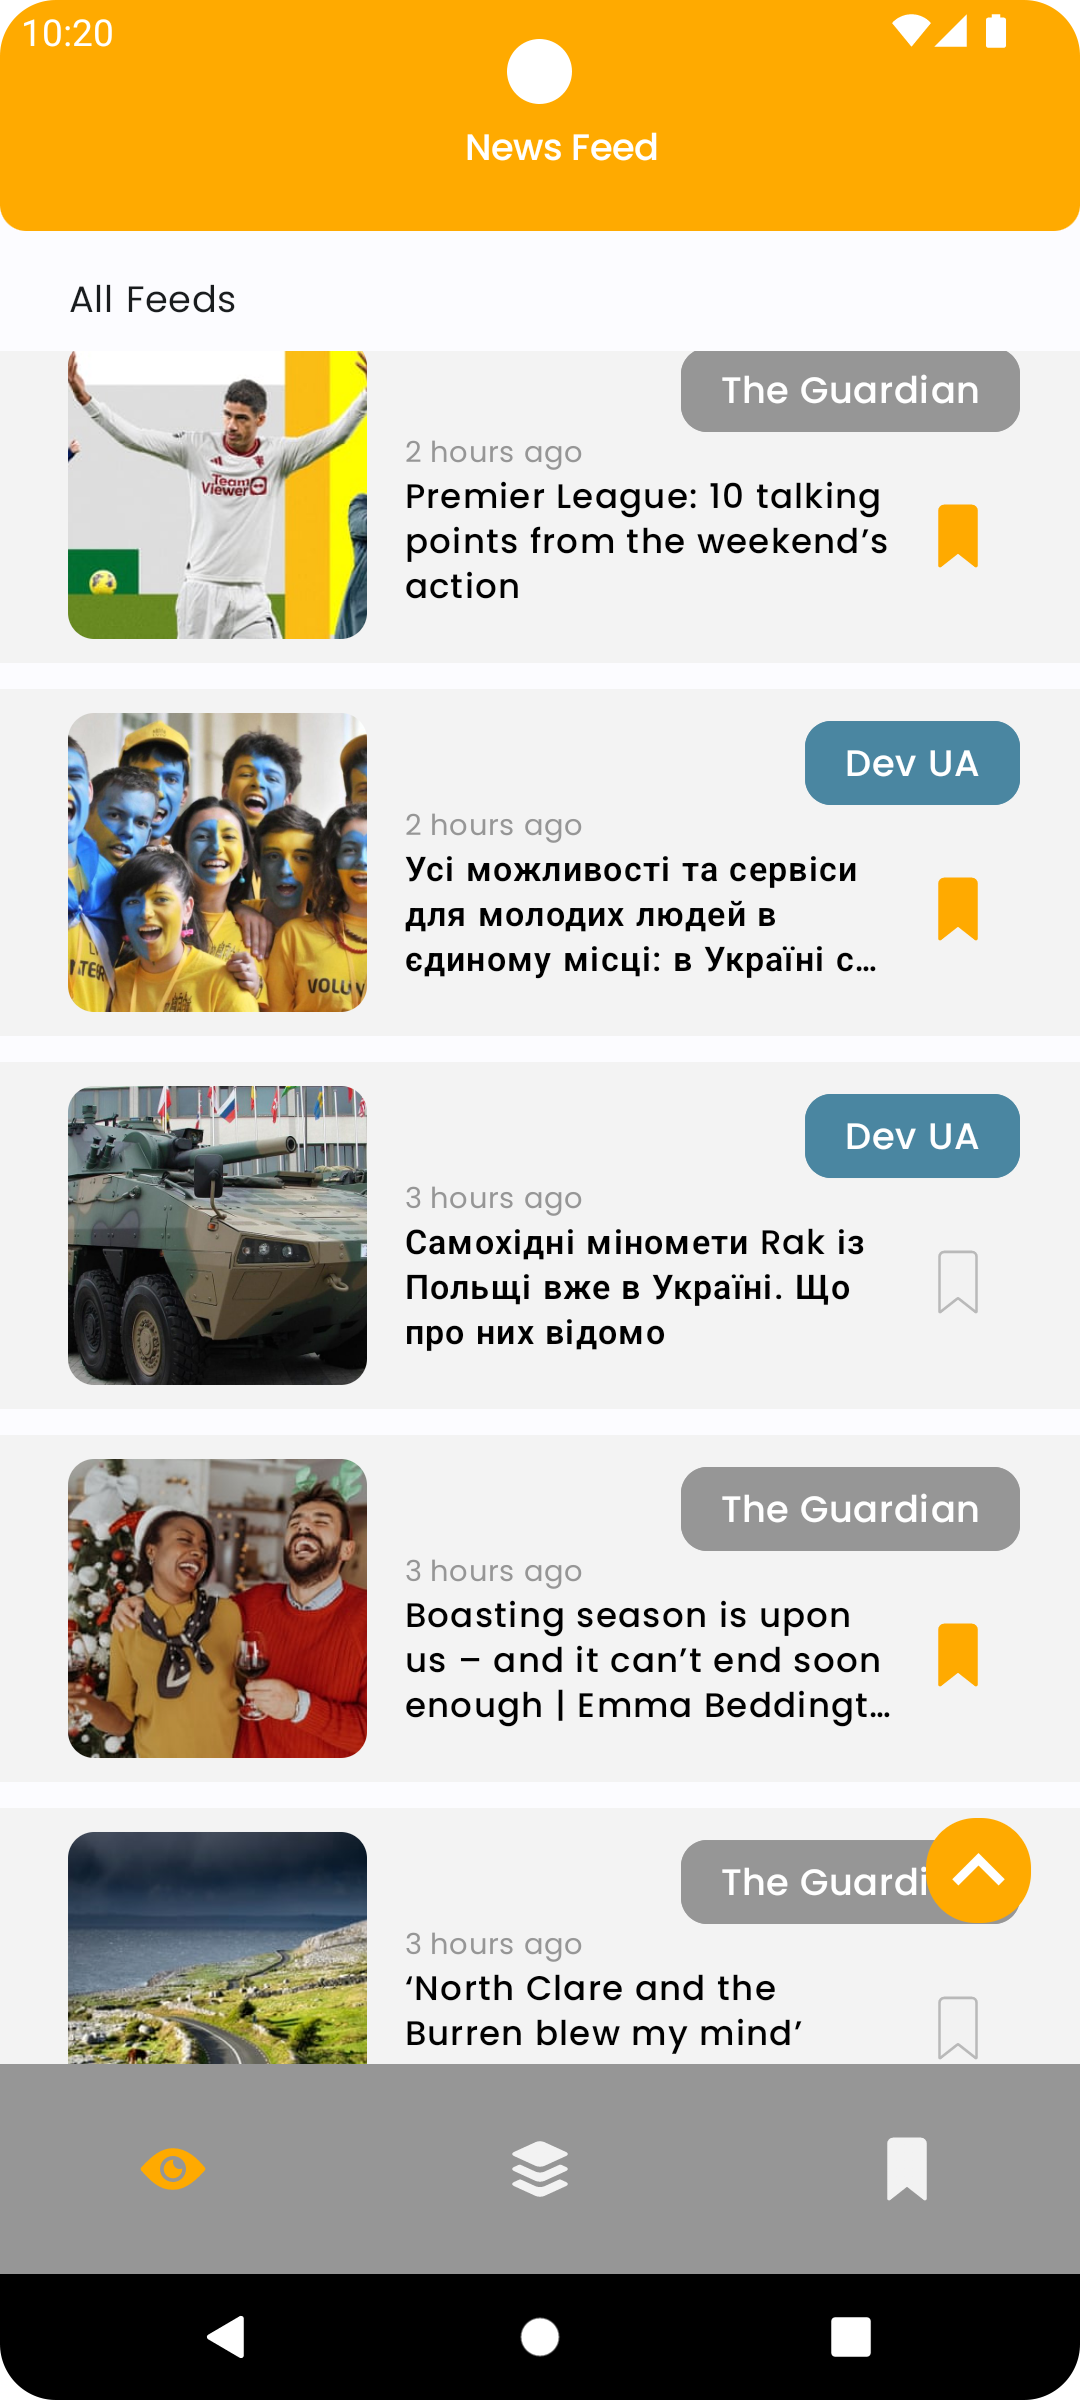 10:20
News Feed
All Feeds
The Guardian
2 hours ago
Premier League: 10 talking
points from the weekend’s
action
Team
Viewer
Dev UA
2 hours ago
Усі можливості та сервіси
для молодих людей в
єдиному місці: в Україні с...
VOLU
Dev UA
3 hours ago
Самохідні міномети Rak із
Польщі вже в Україні. Що
про них відомо
The Guardian
3 hours ago
Boasting season is upon
us – and it can’t end soon
enough | Emma Beddingt...
The Guardi
3 hours ago
‘North Clare and the
Burren blew my mind’